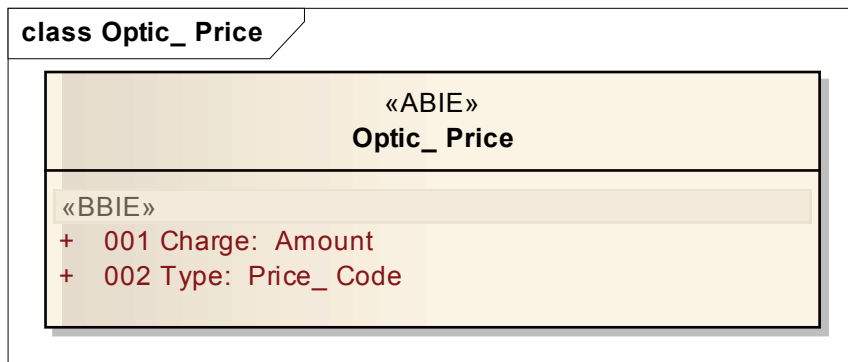 class Optic_ Price
«ABIE»
Optic_ Price
«BBIE»
+ 001 Charge: Amount
+ 002 Type: Price_ Code